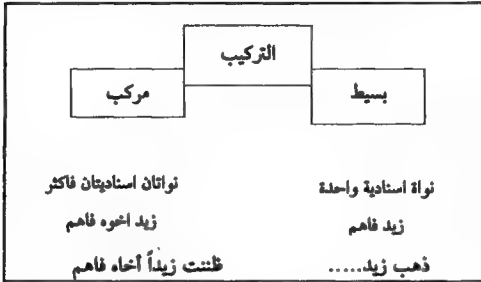 التركيب
بسيط
مركب
نواة اسنادية واحدة
نواتان اسناديتان فاكثر
زيد فاهم
زيد اخوه فاهم
ذهب زيد.....
ظننت زيداً أخاه فاهم